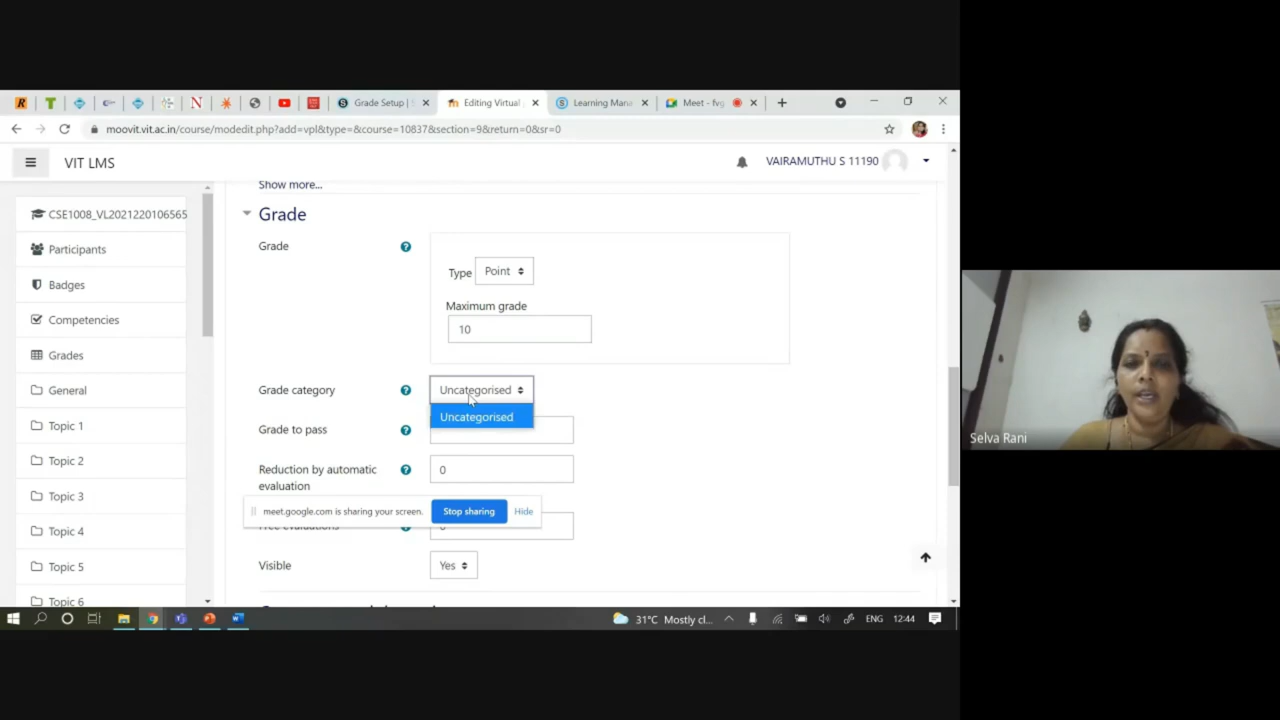 Grade Setup | S
Editing Virtual
Learning Mana
Meet - fvg
moovit.vit.ac.in/course/modedit.php?add=vpl&type=&course=10837&section=9&return=0&sr=0
VIT LMS
VAIRAMUTHU S 11190
CSE1008_VL2021220106565
Participants
Badges
Competencies
Grades
General
Topic 1
Topic 2
Topic 3
Topic 4
Topic 5
Topic 6
Show more...
Grade
Grade
Type Point
Maximum grade
10
Grade category
Uncategorised
Uncategorised
Grade to pass
Reduction by automatic
evaluation
0
meet.google.com is sharing your screen. Stop sharing Hide
Visible Yes
Selva Rani
31°C Mostly cl... ENG 12:44